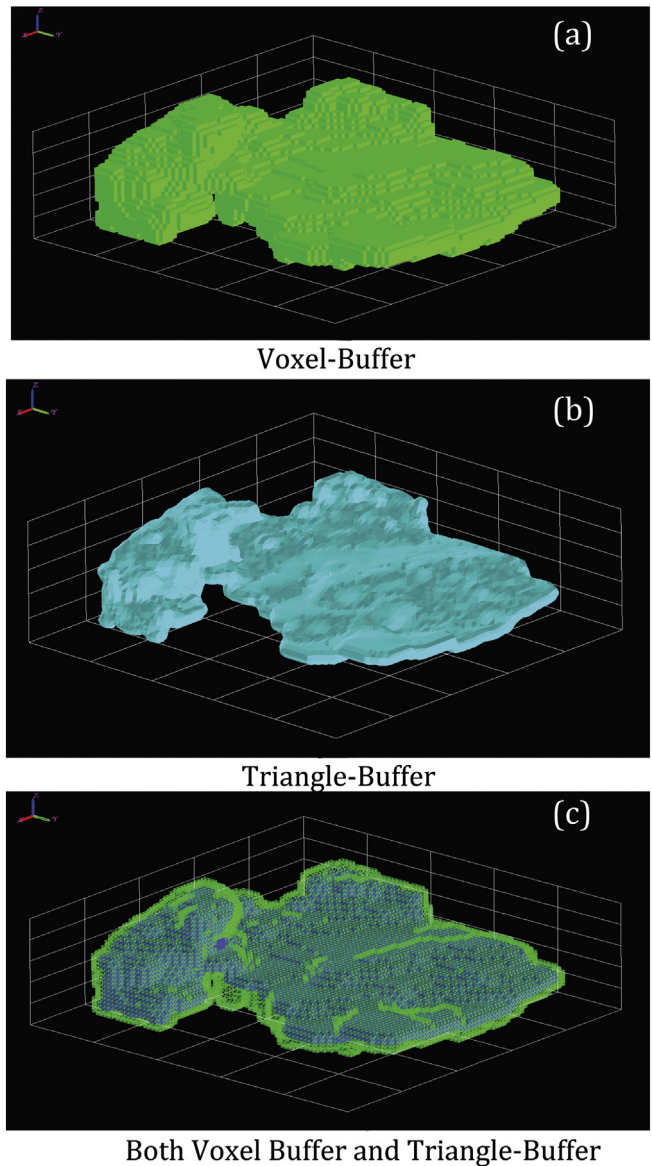 (a)
Z
X
Y
Voxel-Buffer
(b)
Z
X
Y
Triangle-Buffer
(c)
Z
X
Y
Both Voxel Buffer and Triangle-Buffer